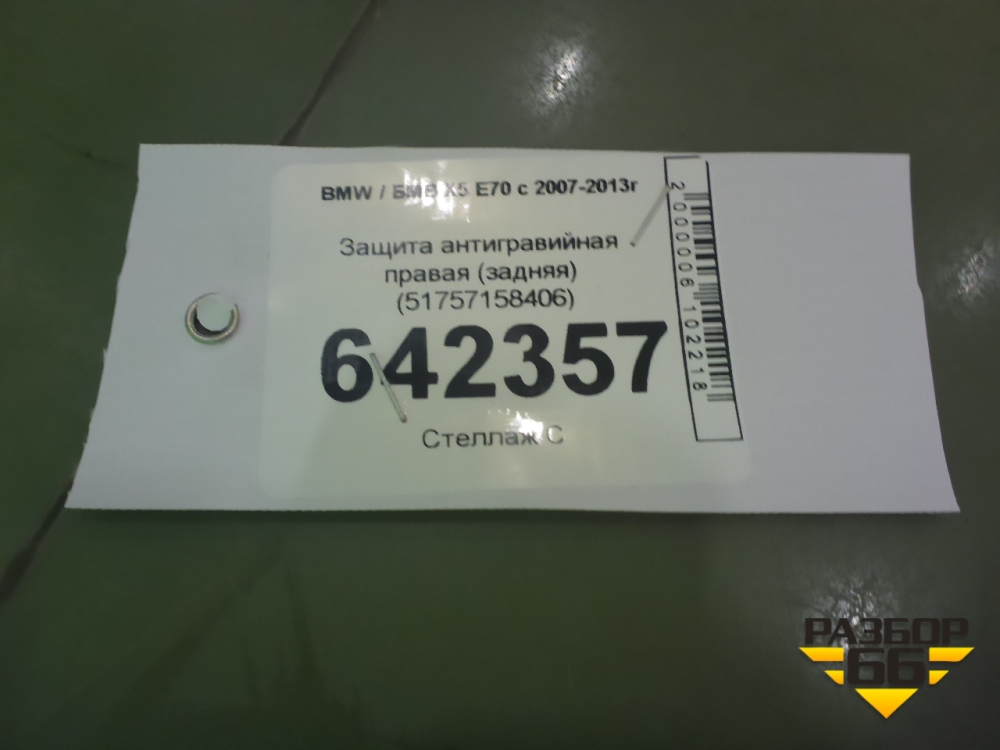 BMW / БМВ X5 E70 с 2007-2013г
Защита антигравийная
правая (задняя)
(51757158406)
642357
Стеллаж С
2000006102218
РАЗБОР
66